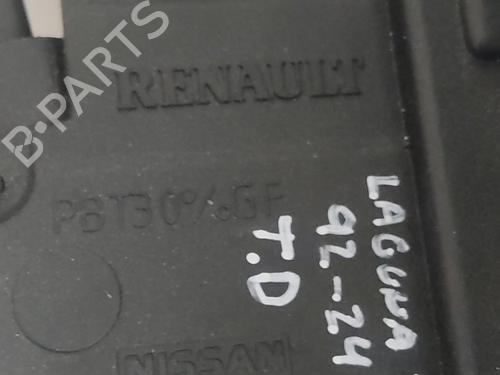 B-PARTS
RENAULT
PBT30%GF
LAGUNA
92-24
T.D
NISSAN